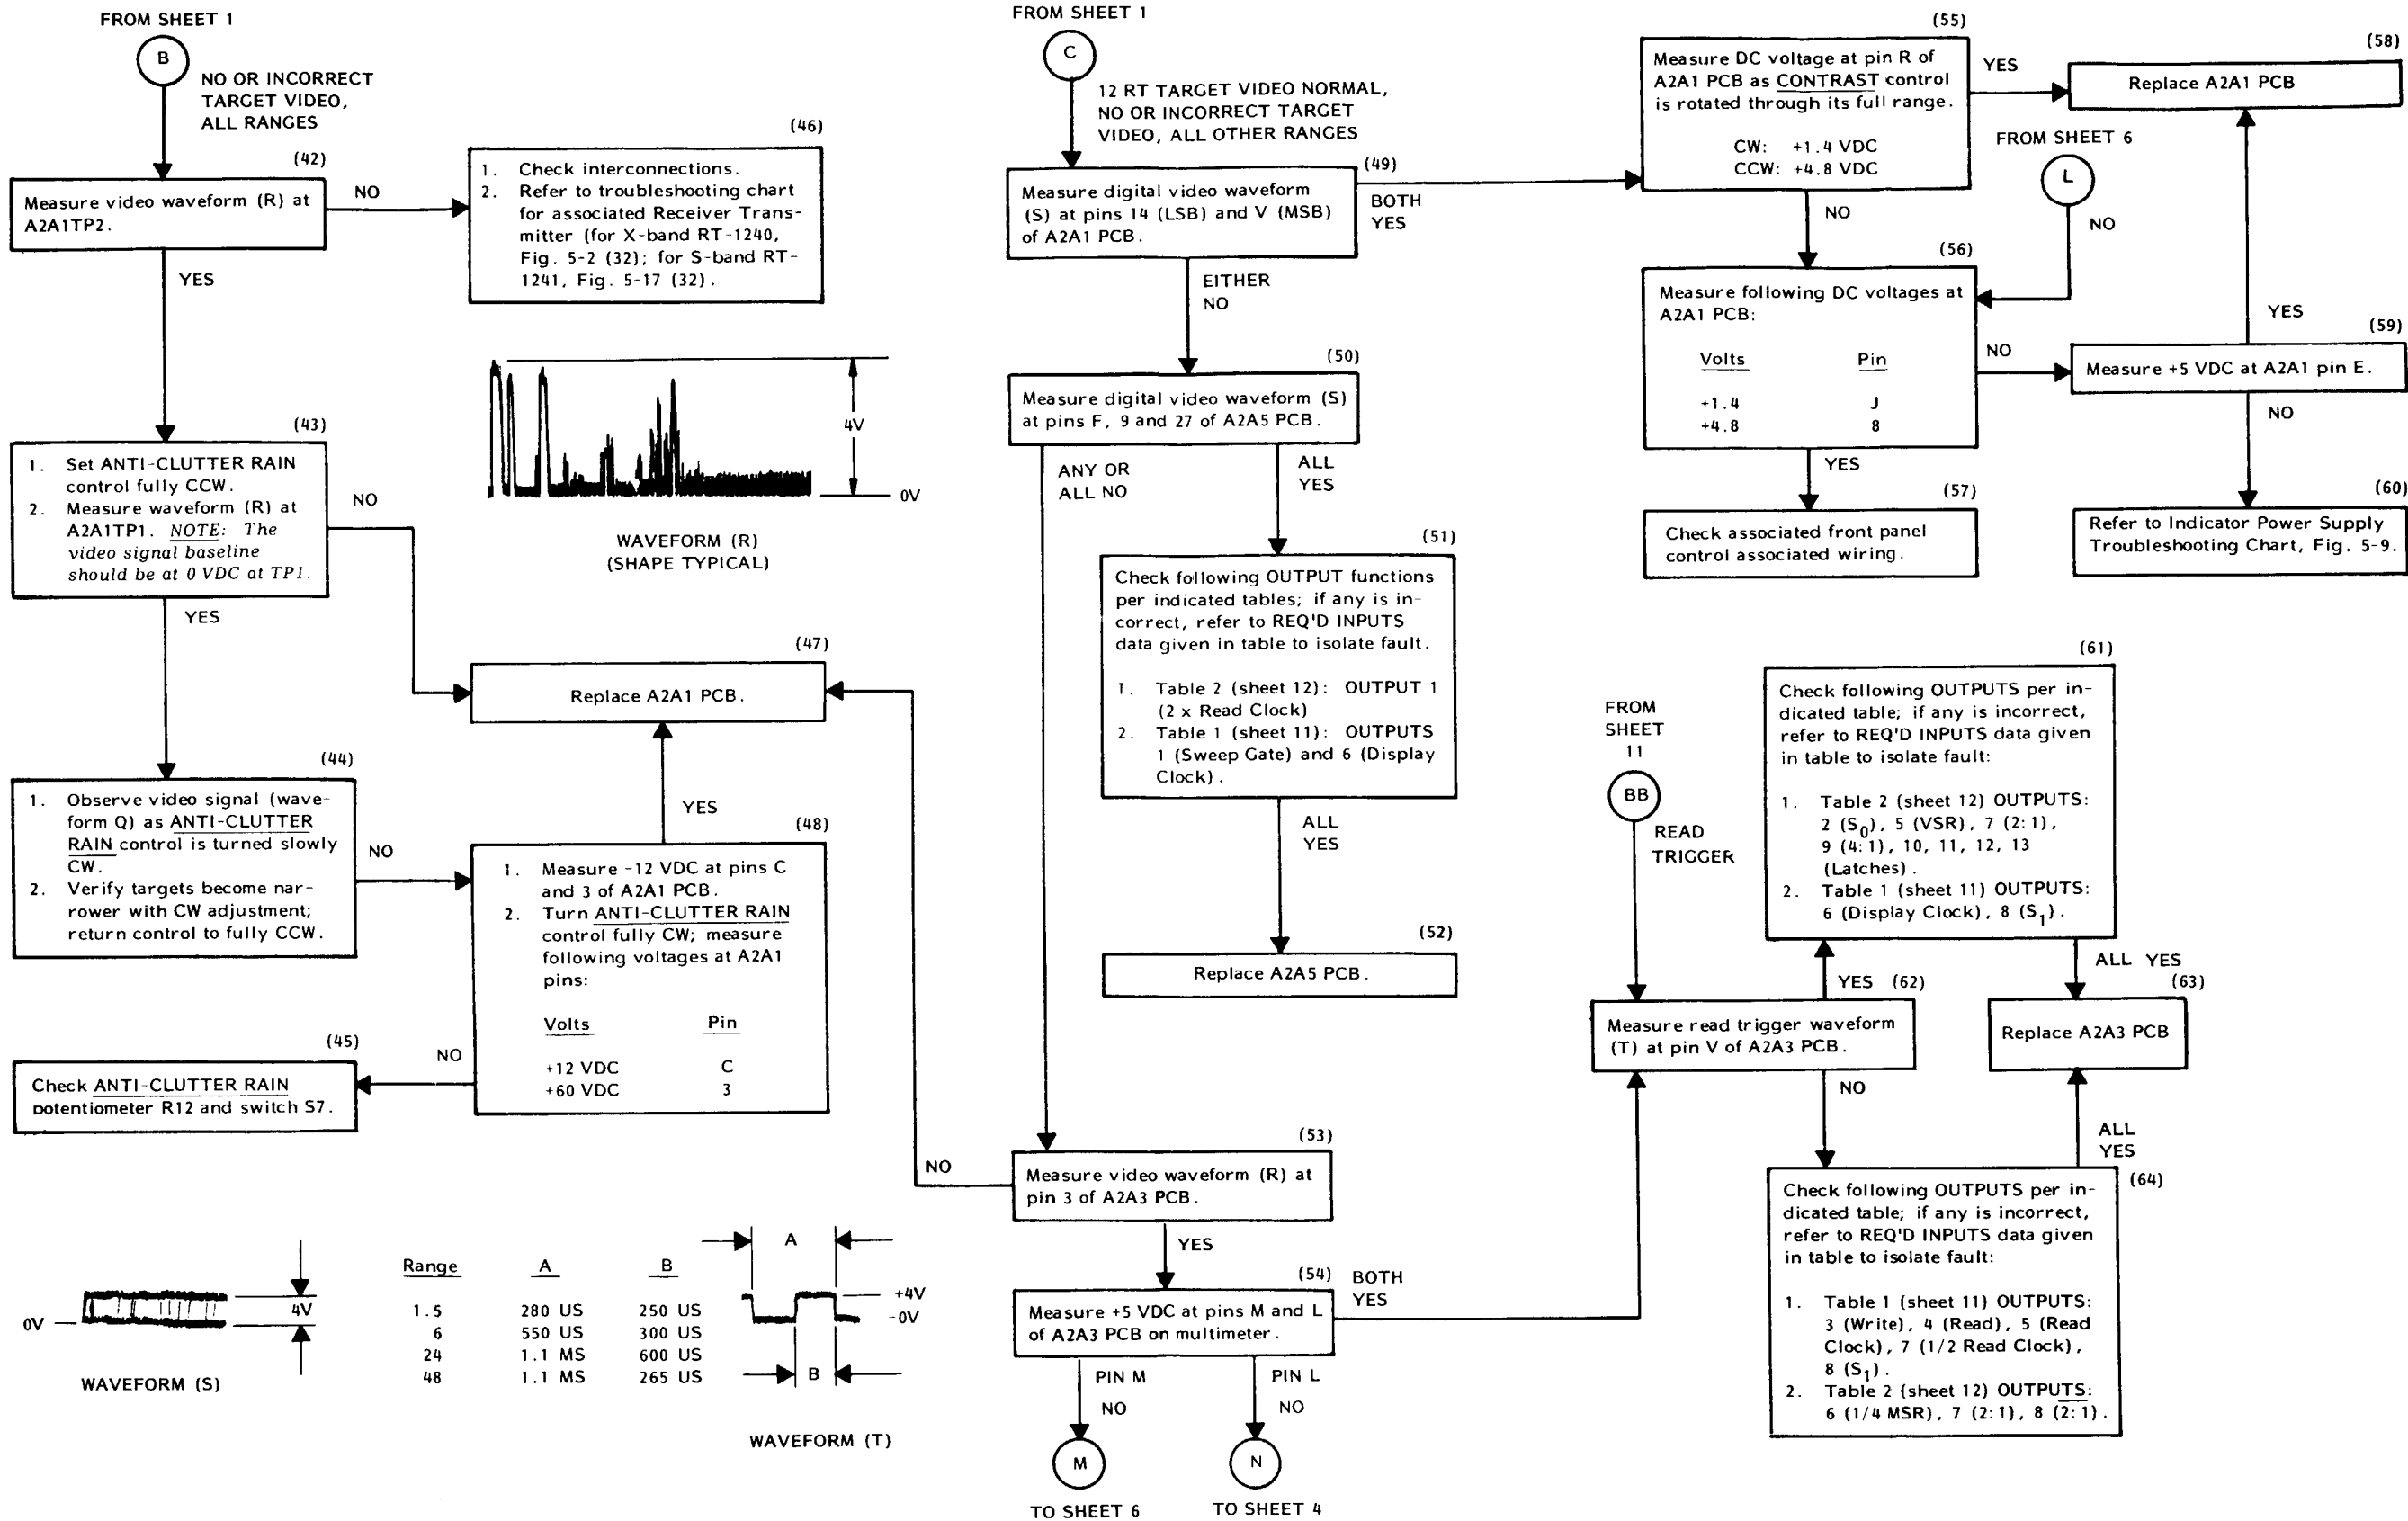 FROM SHEET 1
B
NO OR INCORRECT
TARGET VIDEO,
ALL RANGES
(42)
Measure video waveform (R) at
A2A1TP2.
NO
YES
(46)
1. Check interconnections.
2. Refer to troubleshooting chart
for associated Receiver Trans-
mitter (for X-band RT-1240,
Fig. 5-2 (32); for S-band RT-
1241, Fig. 5-17 (32).
(43)
1. Set ANTI-CLUTTER RAIN
control fully CCW.
2. Measure waveform (R) at
A2A1TP1. NOTE: The
video signal baseline
should be at 0 VDC at TP1.
NO
YES
4V
0V
WAVEFORM (R)
(SHAPE TYPICAL)
(47)
Replace A2A1 PCB.
(44)
1. Observe video signal (wave-
form Q) as ANTI-CLUTTER
RAIN control is turned slowly
CW.
2. Verify targets become nar-
rower with CW adjustment;
return control to fully CCW.
NO
YES
(48)
1. Measure -12 VDC at pins C
and 3 of A2A1 PCB.
2. Turn ANTI-CLUTTER RAIN
control fully CW; measure
following voltages at A2A1
pins:
Volts Pin
+12 VDC C
+60 VDC 3
NO
(45)
Check ANTI-CLUTTER RAIN
potentiometer R12 and switch S7.
0V
4V
WAVEFORM (S)
Range A B
1.5 280 US 250 US
6 550 US 300 US
24 1.1 MS 600 US
48 1.1 MS 265 US
A
+4V
-0V
B
WAVEFORM (T)
FROM SHEET 1
C
12 RT TARGET VIDEO NORMAL,
NO OR INCORRECT TARGET
VIDEO, ALL OTHER RANGES
(49)
Measure digital video waveform
(S) at pins 14 (LSB) and V (MSB)
of A2A1 PCB.
BOTH
YES
EITHER
NO
(50)
Measure digital video waveform (S)
at pins F, 9 and 27 of A2A5 PCB.
ANY OR
ALL NO
ALL
YES
(51)
Check following OUTPUT functions
per indicated tables; if any is in-
correct, refer to REQ'D INPUTS
data given in table to isolate fault.
1. Table 2 (sheet 12): OUTPUT 1
(2 x Read Clock)
2. Table 1 (sheet 11): OUTPUTS
1 (Sweep Gate) and 6 (Display
Clock).
ALL
YES
(52)
Replace A2A5 PCB.
(53)
Measure video waveform (R) at
pin 3 of A2A3 PCB.
NO
YES
(54)
Measure +5 VDC at pins M and L
of A2A3 PCB on multimeter.
BOTH
YES
PIN M
NO
PIN L
NO
M
TO SHEET 6
N
TO SHEET 4
(55)
Measure DC voltage at pin R of
A2A1 PCB as CONTRAST control
is rotated through its full range.
CW: +1.4 VDC
CCW: +4.8 VDC
YES
NO
(58)
Replace A2A1 PCB
FROM SHEET 6
L
NO
(56)
Measure following DC voltages at
A2A1 PCB:
Volts Pin
+1.4 J
+4.8 8
NO
YES
YES
(59)
Measure +5 VDC at A2A1 pin E.
NO
(57)
Check associated front panel
control associated wiring.
(60)
Refer to Indicator Power Supply
Troubleshooting Chart, Fig. 5-9.
(61)
Check following OUTPUTS per in-
dicated table; if any is incorrect,
refer to REQ'D INPUTS data given
in table to isolate fault:
1. Table 2 (sheet 12) OUTPUTS:
2 (S0), 5 (VSR), 7 (2:1),
9 (4:1), 10, 11, 12, 13
(Latches).
2. Table 1 (sheet 11) OUTPUTS:
6 (Display Clock), 8 (S1).
FROM
SHEET
11
BB
READ
TRIGGER
YES
(62)
Measure read trigger waveform
(T) at pin V of A2A3 PCB.
NO
ALL YES
(63)
Replace A2A3 PCB
ALL
YES
(64)
Check following OUTPUTS per in-
dicated table; if any is incorrect,
refer to REQ'D INPUTS data given
in table to isolate fault:
1. Table 1 (sheet 11) OUTPUTS:
3 (Write), 4 (Read), 5 (Read
Clock), 7 (1/2 Read Clock),
8 (S1).
2. Table 2 (sheet 12) OUTPUTS:
6 (1/4 MSR), 7 (2:1), 8 (2:1).